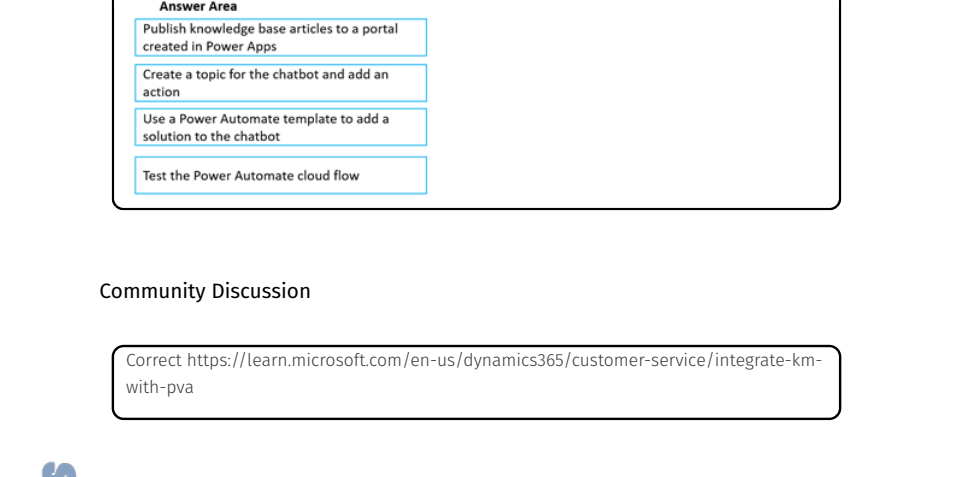 Answer Area
Publish knowledge base articles to a portal
created in Power Apps
Create a topic for the chatbot and add an
action
Use a Power Automate template to add a
solution to the chatbot
Test the Power Automate cloud flow
Community Discussion
Correct https://learn.microsoft.com/en-us/dynamics365/customer-service/integrate-km-
with-pva